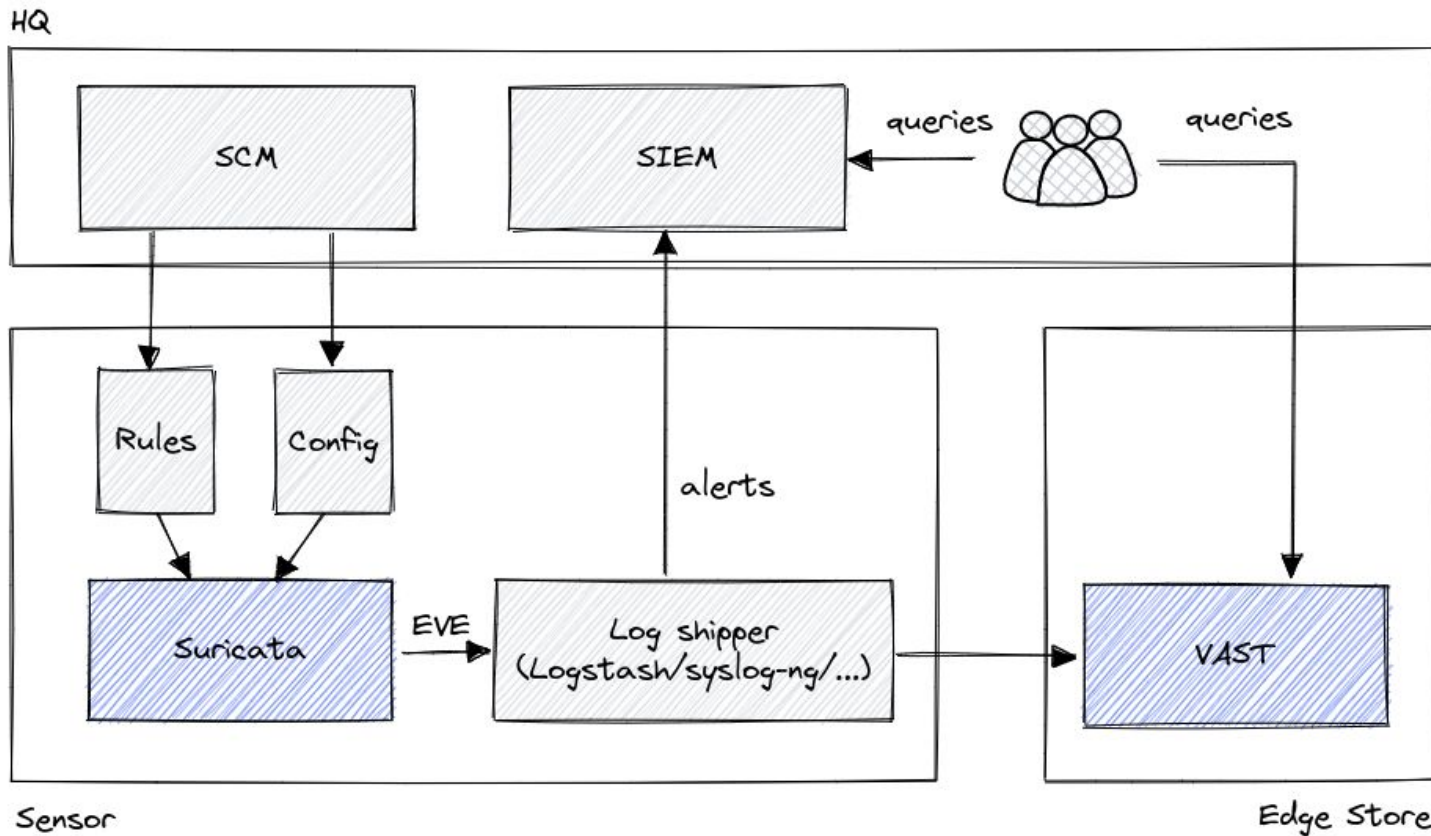 HQ
SCM
SIEM
queries
queries
Rules
Config
alerts
Suricata
EVE
Log shipper
(Logstash/syslog-ng/...)
VAST
Sensor
Edge Store